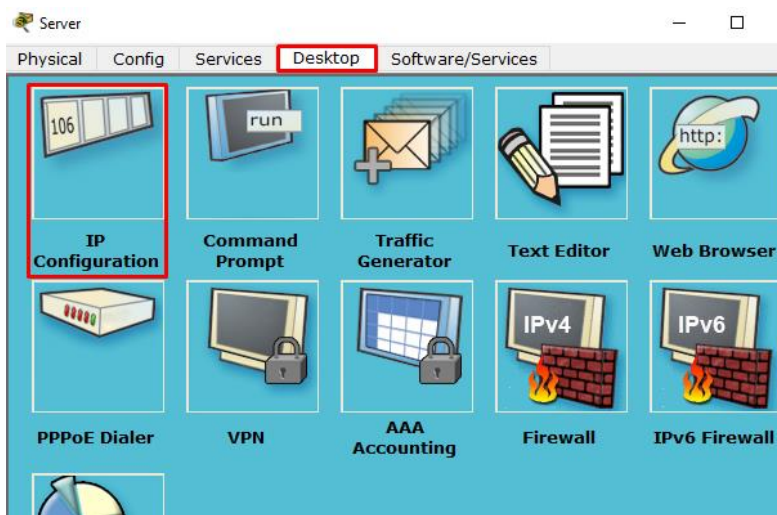 Server
Physical Config Services Desktop Software/Services
106
run
http:
IP
Configuration
Command
Prompt
Traffic
Generator
Text Editor
Web Browser
IPv4
IPv6
PPPoE Dialer
VPN
AAA
Accounting
Firewall
IPv6 Firewall